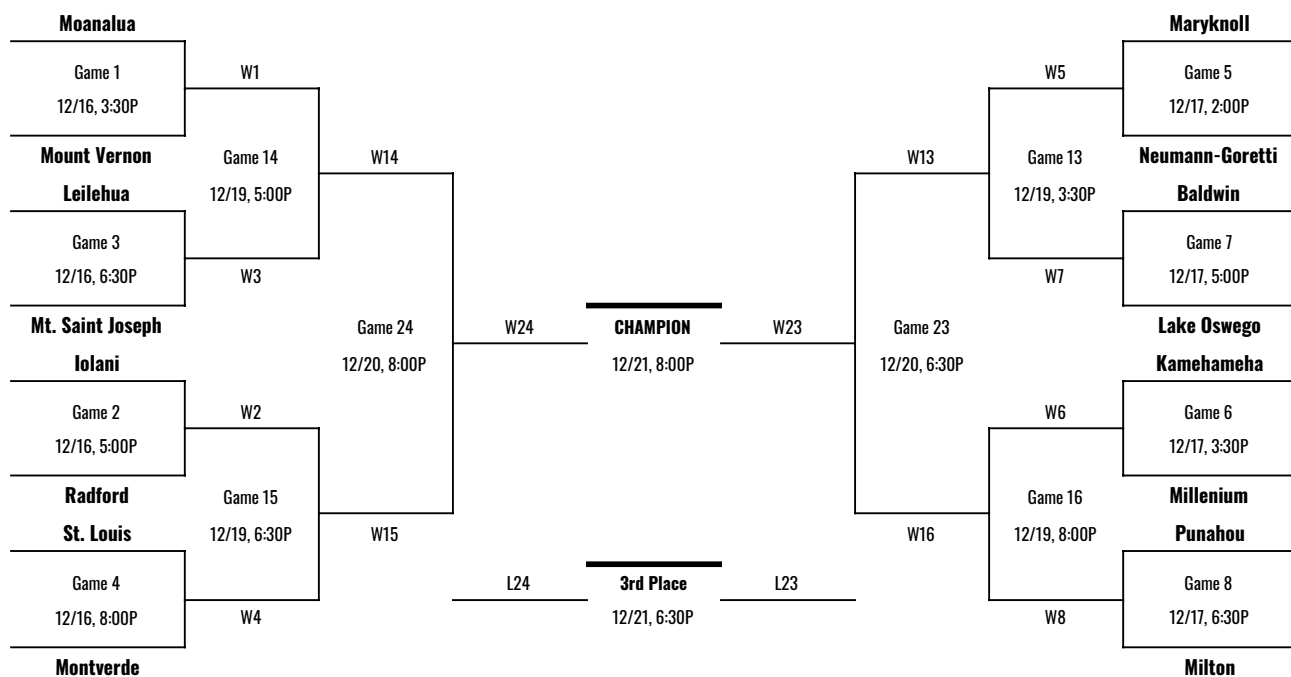 Moanalua
Game 1
12/16, 3:30P
W1
Mount Vernon
Leilehua
Game 14
12/19, 5:00P
W14
Game 3
12/16, 6:30P
W3
Mt. Saint Joseph
Iolani
Game 24
12/20, 8:00P
W24
Game 2
12/16, 5:00P
W2
Radford
St. Louis
Game 15
12/19, 6:30P
W15
Game 4
12/16, 8:00P
W4
Montverde
CHAMPION
12/21, 8:00P
L24
3rd Place
12/21, 6:30P
L23
Maryknoll
W5
Game 5
12/17, 2:00P
Neumann-Goretti
Baldwin
W13
Game 13
12/19, 3:30P
Game 7
12/17, 5:00P
W7
Lake Oswego
Kamehameha
W23
Game 23
12/20, 6:30P
W6
Game 6
12/17, 3:30P
Millenium
Punahou
Game 16
12/19, 8:00P
W16
Game 8
12/17, 6:30P
W8
Milton